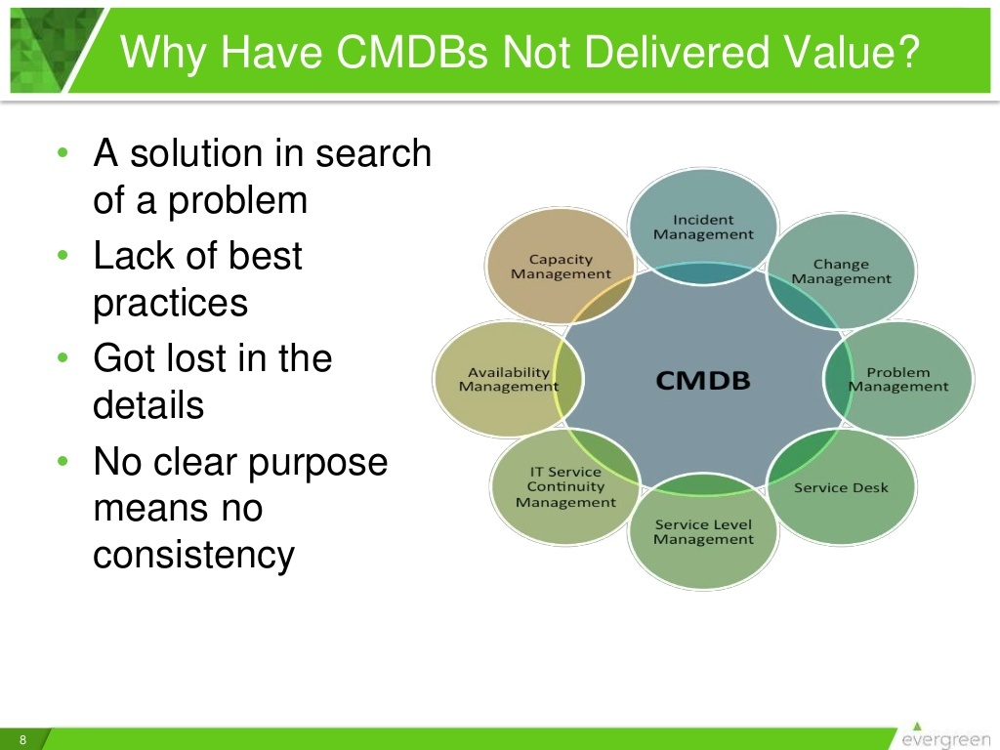 Why Have CMDBs Not Delivered Value?
• A solution in search
of a problem
• Lack of best
practices
• Got lost in the
details
• No clear purpose
means no
consistency
Incident
Management
Change
Management
Problem
Management
Service Desk
Service Level
Management
IT Service
Continuity
Management
Availability
Management
Capacity
Management
CMDB
8
evergreen